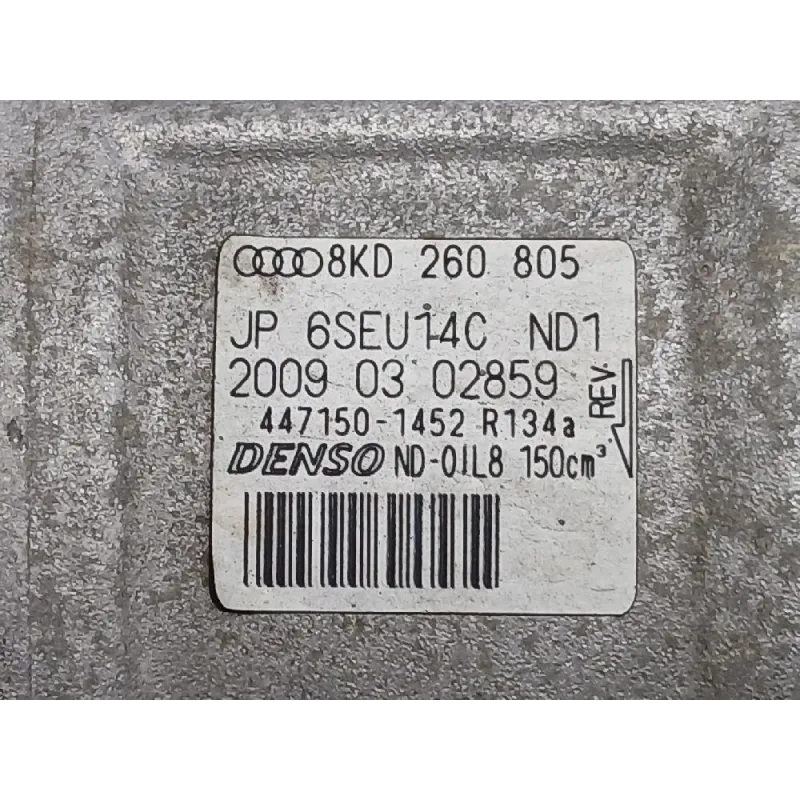 8KD 260 805
JP 6SEU14C ND1
2009 03 02859
447150-1452 R134a
REV
DENSO ND-OIL8 150cm³